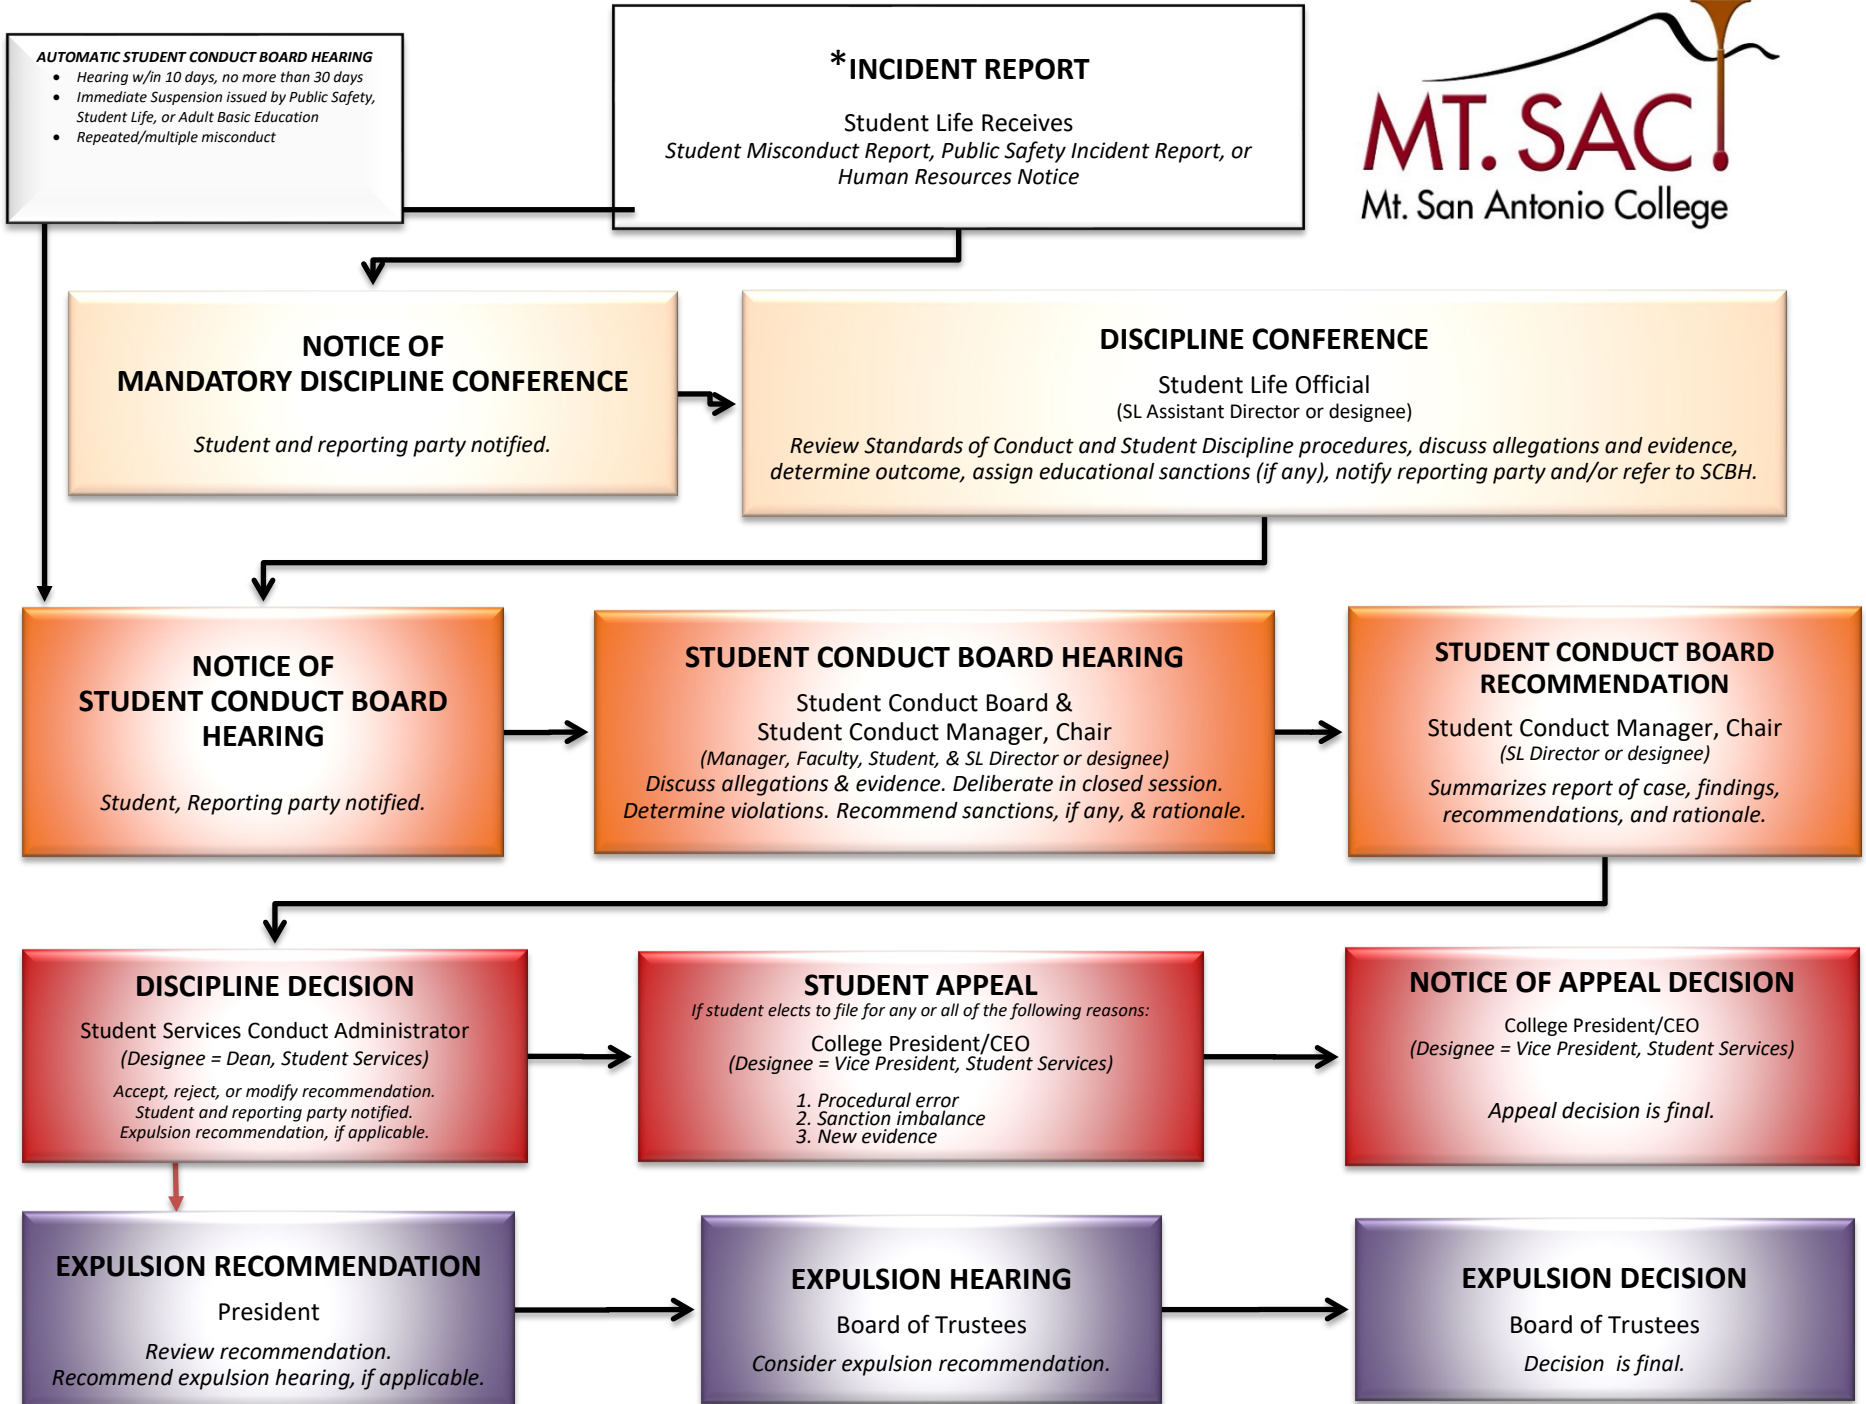 AUTOMATIC STUDENT CONDUCT BOARD HEARING
• Hearing w/in 10 days, no more than 30 days
• Immediate Suspension issued by Public Safety,
Student Life, or Adult Basic Education
• Repeated/multiple misconduct
*INCIDENT REPORT
Student Life Receives
Student Misconduct Report, Public Safety Incident Report, or
Human Resources Notice
MT. SAC
Mt. San Antonio College
NOTICE OF
MANDATORY DISCIPLINE CONFERENCE
Student and reporting party notified.
DISCIPLINE CONFERENCE
Student Life Official
(SL Assistant Director or designee)
Review Standards of Conduct and Student Discipline procedures, discuss allegations and evidence,
determine outcome, assign educational sanctions (if any), notify reporting party and/or refer to SCBH.
NOTICE OF
STUDENT CONDUCT BOARD
HEARING
Student, Reporting party notified.
STUDENT CONDUCT BOARD HEARING
Student Conduct Board &
Student Conduct Manager, Chair
(Manager, Faculty, Student, & SL Director or designee)
Discuss allegations & evidence. Deliberate in closed session.
Determine violations. Recommend sanctions, if any, & rationale.
STUDENT CONDUCT BOARD
RECOMMENDATION
Student Conduct Manager, Chair
(SL Director or designee)
Summarizes report of case, findings,
recommendations, and rationale.
DISCIPLINE DECISION
Student Services Conduct Administrator
(Designee = Dean, Student Services)
Accept, reject, or modify recommendation.
Student and reporting party notified.
Expulsion recommendation, if applicable.
STUDENT APPEAL
If student elects to file for any or all of the following reasons:
College President/CEO
(Designee = Vice President, Student Services)
1. Procedural error
2. Sanction imbalance
3. New evidence
NOTICE OF APPEAL DECISION
College President/CEO
(Designee = Vice President, Student Services)
Appeal decision is final.
EXPULSION RECOMMENDATION
President
Review recommendation.
Recommend expulsion hearing, if applicable.
EXPULSION HEARING
Board of Trustees
Consider expulsion recommendation.
EXPULSION DECISION
Board of Trustees
Decision is final.